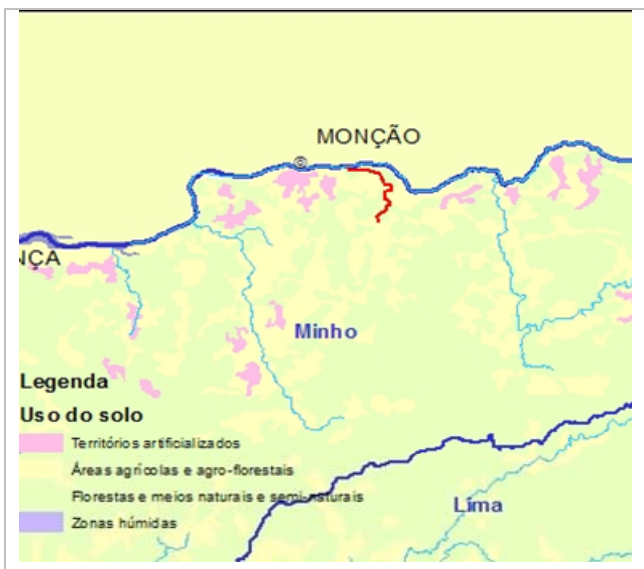 MONÇÃO
NÇA
Minho
Legenda
Uso do solo
Territórios artificializados
Áreas agrícolas e agro-florestais
Florestas e meios naturais e semi-naturais
Zonas húmidas
Lima